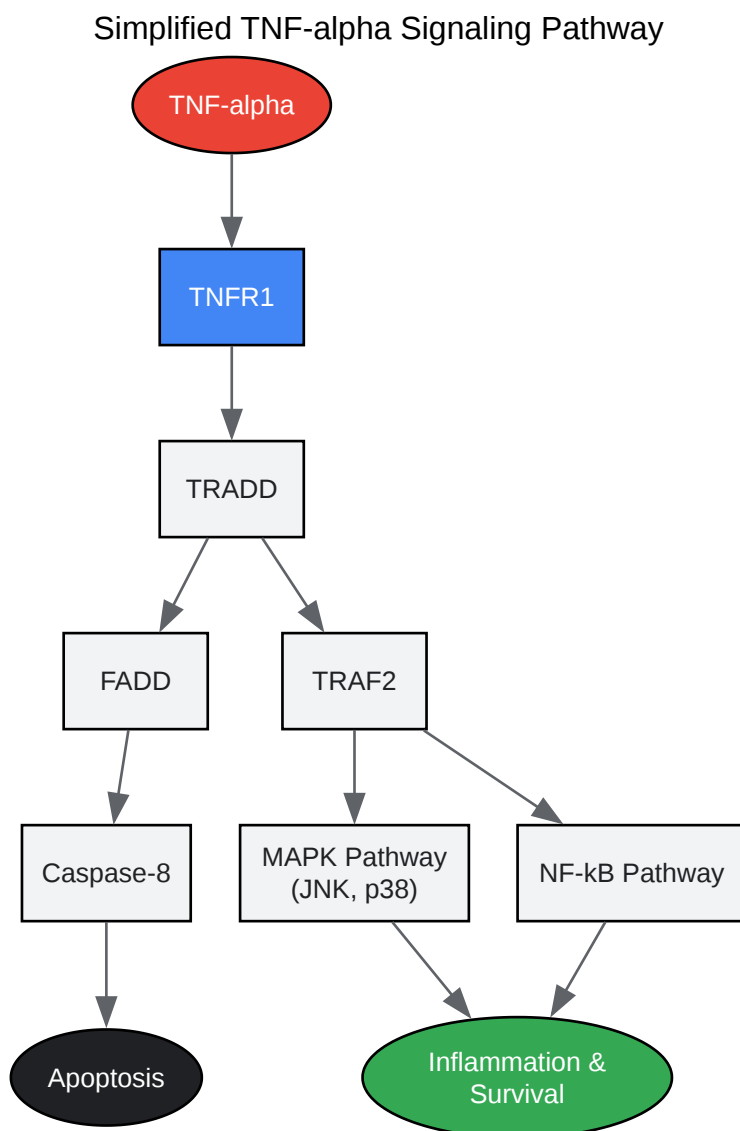 Simplified TNF-alpha Signaling Pathway
TNF-alpha
TNFR1
TRADD
FADD
TRAF2
Caspase-8
MAPK Pathway
(JNK, p38)
NF-kB Pathway
Apoptosis
Inflammation &
Survival